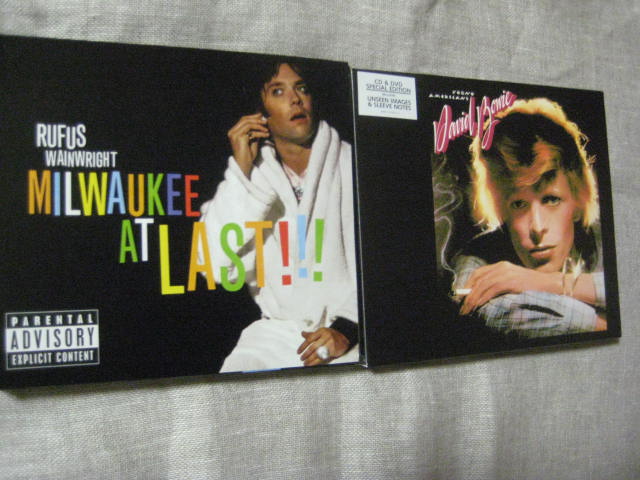 RUFUS
WAINWRIGHT
MILWAUKEE
AT
LAST!!!
PARENTAL
ADVISORY
EXPLICIT CONTENT
CD & DVD
SPECIAL EDITION
UNSEEN IMAGES
& SLEEVE NOTES
YOUNG
AMERICANS
David Bowie